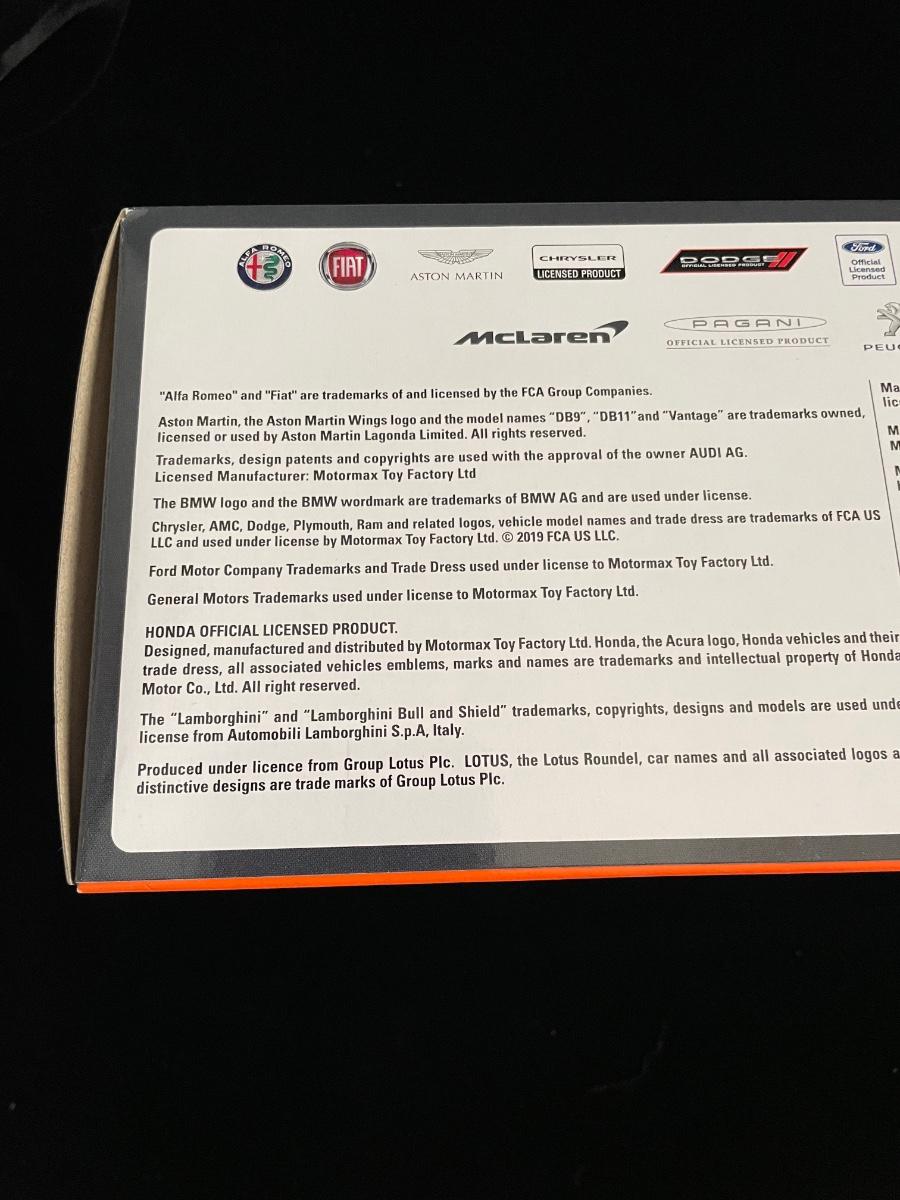 ALFA ROMEO
FIAT
ASTON MARTIN
CHRYSLER
LICENSED PRODUCT
DODGE
OFFICIAL LICENSED PRODUCT
Ford
Official
Licensed
Product
McLaren
PAGANI
OFFICIAL LICENSED PRODUCT
PEU
"Alfa Romeo" and "Fiat" are trademarks of and licensed by the FCA Group Companies.
Aston Martin, the Aston Martin Wings logo and the model names “DB9”, “DB11”and “Vantage” are trademarks owned,
licensed or used by Aston Martin Lagonda Limited. All rights reserved.
Trademarks, design patents and copyrights are used with the approval of the owner AUDI AG.
Licensed Manufacturer: Motormax Toy Factory Ltd
The BMW logo and the BMW wordmark are trademarks of BMW AG and are used under license.
Chrysler, AMC, Dodge, Plymouth, Ram and related logos, vehicle model names and trade dress are trademarks of FCA US
LLC and used under license by Motormax Toy Factory Ltd. © 2019 FCA US LLC.
Ford Motor Company Trademarks and Trade Dress used under license to Motormax Toy Factory Ltd.
General Motors Trademarks used under license to Motormax Toy Factory Ltd.
HONDA OFFICIAL LICENSED PRODUCT.
Designed, manufactured and distributed by Motormax Toy Factory Ltd. Honda, the Acura logo, Honda vehicles and their
trade dress, all associated vehicles emblems, marks and names are trademarks and intellectual property of Honda
Motor Co., Ltd. All right reserved.
The “Lamborghini” and “Lamborghini Bull and Shield” trademarks, copyrights, designs and models are used unde
license from Automobili Lamborghini S.p.A, Italy.
Produced under licence from Group Lotus Plc. LOTUS, the Lotus Roundel, car names and all associated logos a
distinctive designs are trade marks of Group Lotus Plc.
Ma
lic
M
M